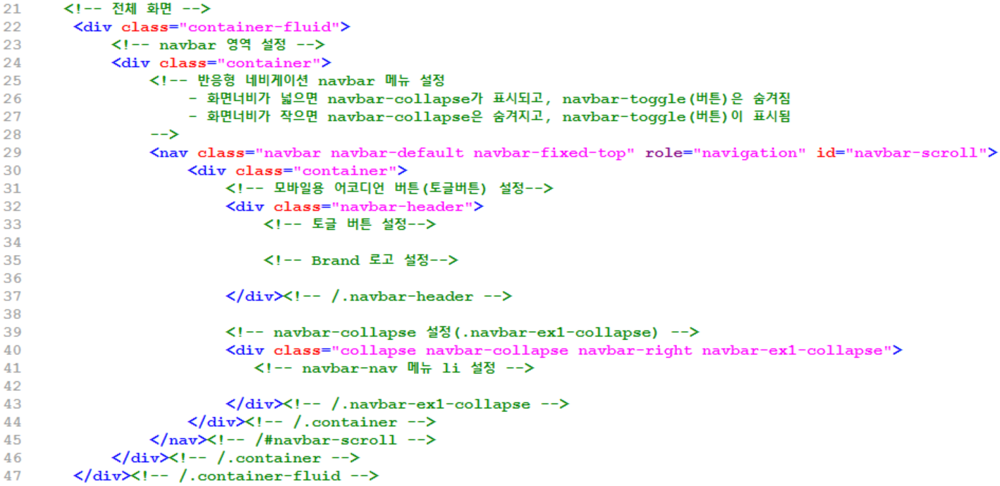 21 <!-- 전체 화면 -->
22 <div class="container-fluid">
23 <!-- navbar 영역 설정 -->
24 <div class="container">
25 <!-- 반응형 네비게이션 navbar 메뉴 설정
26 - 화면너비가 넓으면 navbar-collapse가 표시되고, navbar-toggle(버튼)은 숨겨짐
27 - 화면너비가 작으면 navbar-collapse은 숨겨지고, navbar-toggle(버튼)이 표시됨
28 -->
29 <nav class="navbar navbar-default navbar-fixed-top" role="navigation" id="navbar-scroll">
30 <div class="container">
31 <!-- 모바일용 어코디언 버튼(토글버튼) 설정-->
32 <div class="navbar-header">
33 <!-- 토글 버튼 설정-->
34
35 <!-- Brand 로고 설정-->
36
37 </div><!-- /.navbar-header -->
38
39 <!-- navbar-collapse 설정(.navbar-ex1-collapse) -->
40 <div class="collapse navbar-collapse navbar-right navbar-ex1-collapse">
41 <!-- navbar-nav 메뉴 li 설정 -->
42
43 </div><!-- /.navbar-ex1-collapse -->
44 </div><!-- /.container -->
45 </nav><!-- /#navbar-scroll -->
46 </div><!-- /.container -->
47 </div><!-- /.container-fluid -->